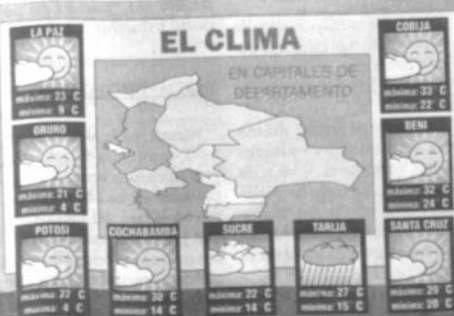 EL CLIMA
EN CAPITALES DE
DEPARTAMENTO
LA PAZ
máxima: 23 C
mínima: 9 C
ORURO
máxima: 21 C
mínima: 4 C
POTOSI
máxima: 22 C
mínima: 4 C
COCHABAMBA
máxima: 30 C
mínima: 14 C
SUCRE
máxima: 22 C
mínima: 14 C
TARIJA
máxima: 27 C
mínima: 15 C
COBIJA
máxima: 33 C
mínima: 22 C
BENI
máxima: 32 C
mínima: 24 C
SANTA CRUZ
máxima: 29 C
mínima: 20 C